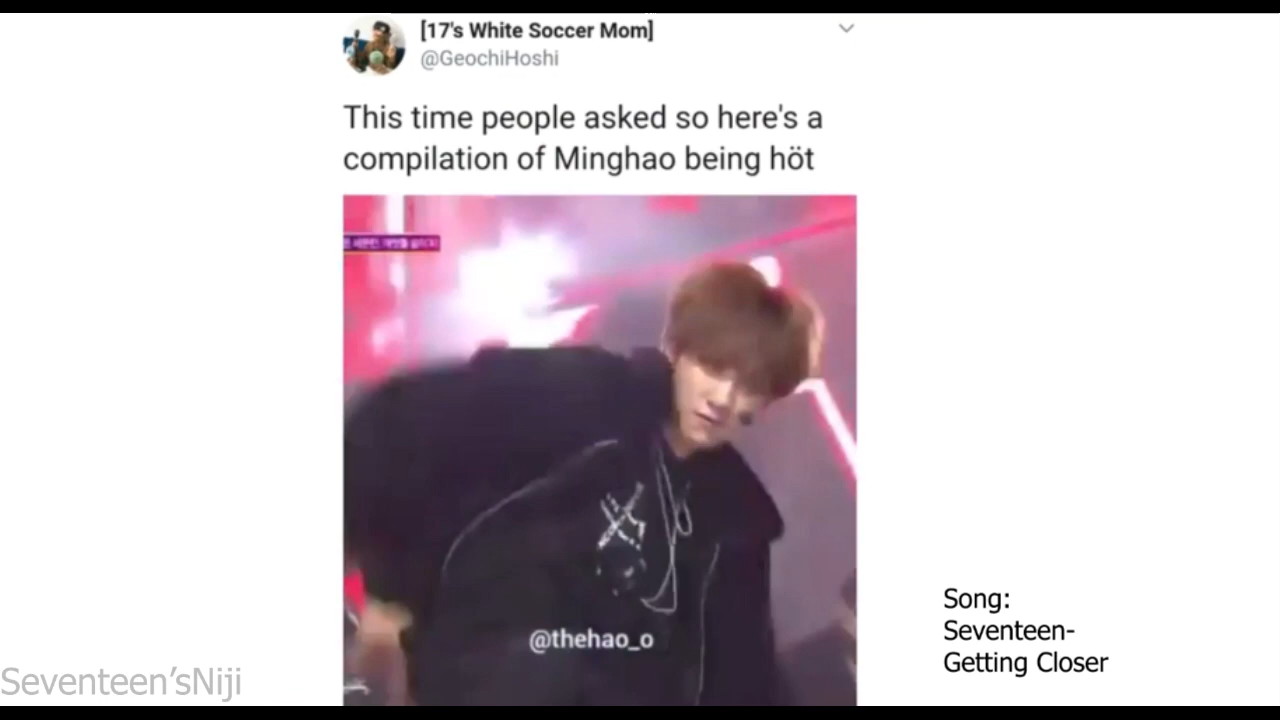 [17's White Soccer Mom]
@GeochiHoshi
This time people asked so here's a
compilation of Minghao being höt
@thehao_o
Song:
Seventeen-
Getting Closer
Seventeen'sNiji